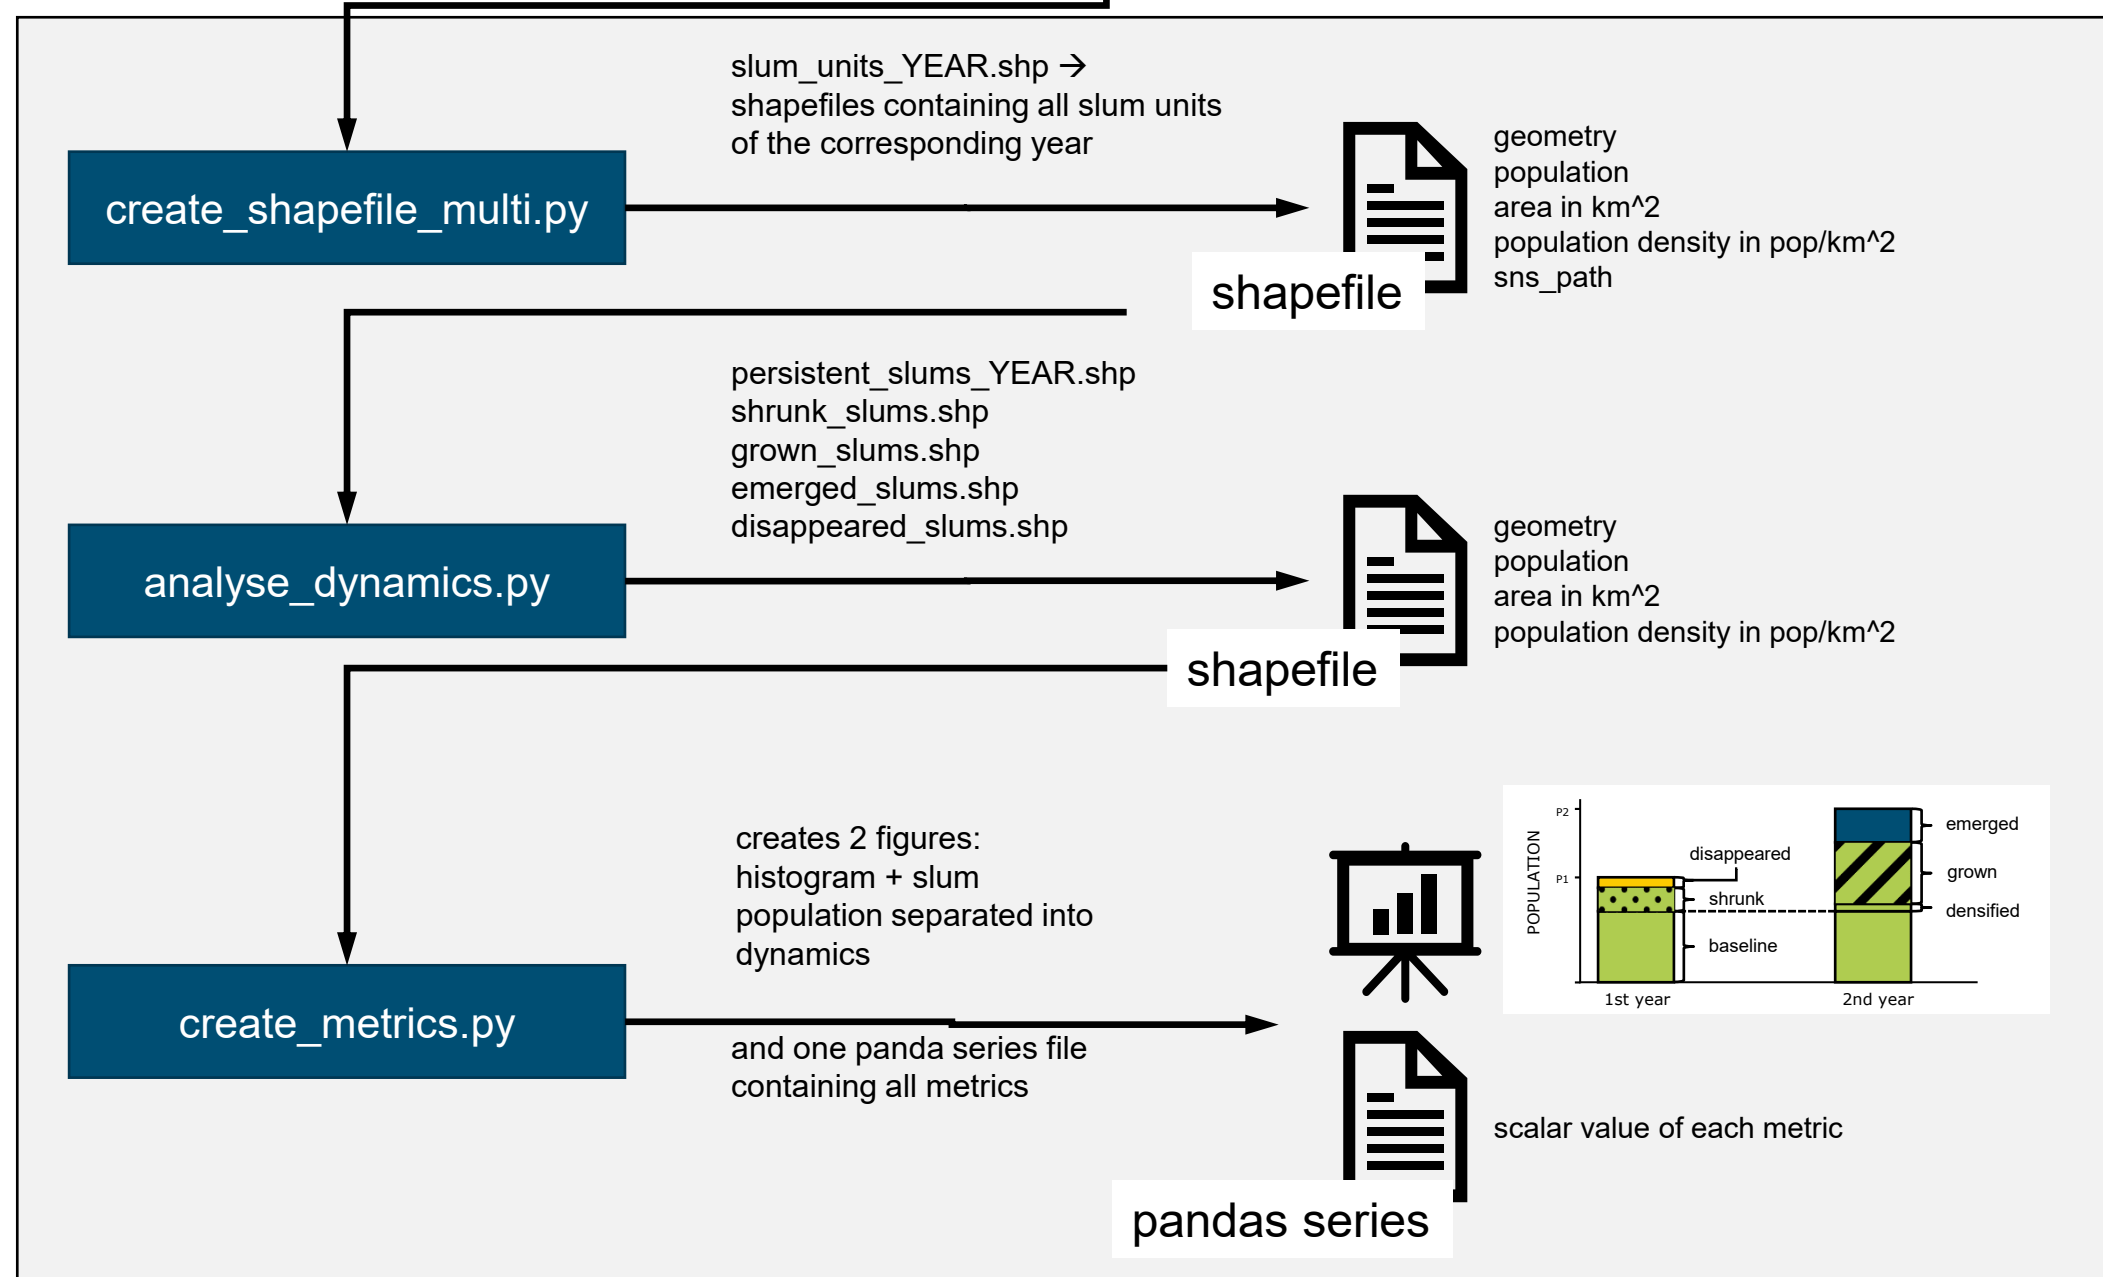 slum_units_YEAR.shp →
shapefiles containing all slum units
of the corresponding year
create_shapefile_multi.py
geometry
population
area in km^2
population density in pop/km^2
sns_path
shapefile
persistent_slums_YEAR.shp
shrunk_slums.shp
grown_slums.shp
emerged_slums.shp
disappeared_slums.shp
analyse_dynamics.py
geometry
population
area in km^2
population density in pop/km^2
shapefile
creates 2 figures:
histogram + slum
population separated into
dynamics
create_metrics.py
and one panda series file
containing all metrics
POPULATION
P2
P1
disappeared
shrunk
baseline
emerged
grown
densified
1st year
2nd year
scalar value of each metric
pandas series